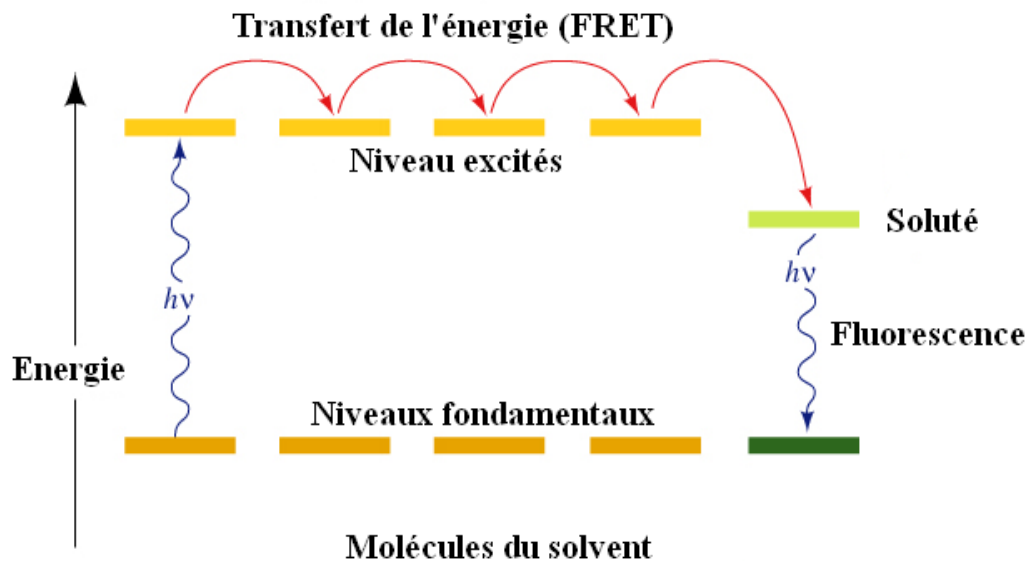 Transfert de l'énergie (FRET)
Niveau excités
Soluté
hν
hν
Fluorescence
Energie
Niveaux fondamentaux
Molécules du solvent